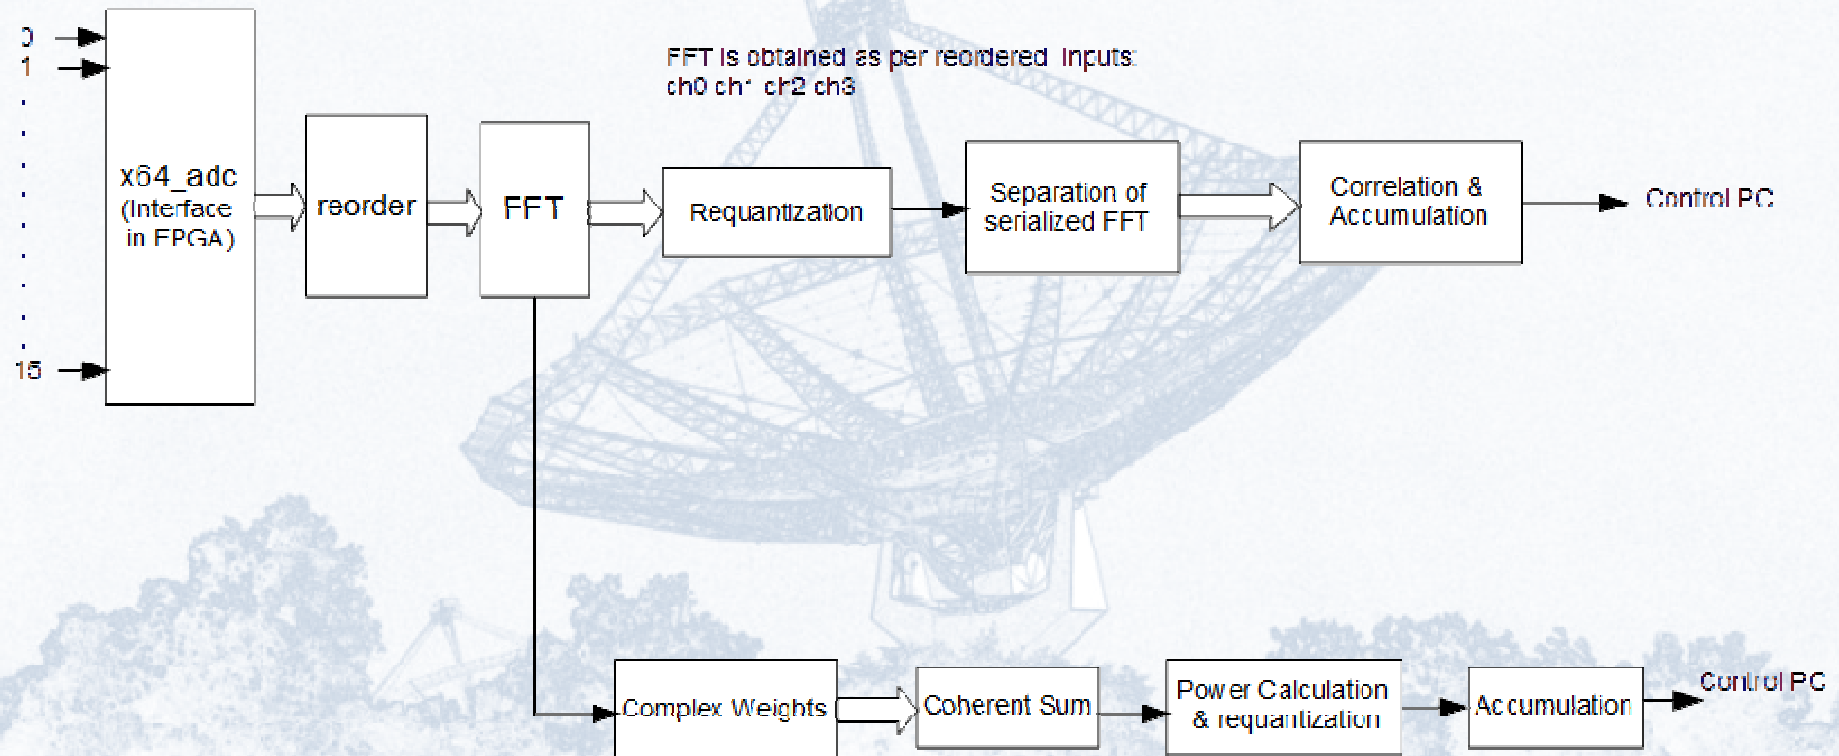 0
1
15
x64_adc
(Interface
in FPGA)
reorder
FFT
FFT is obtained as per reordered inputs:
ch0 ch1 ch2 ch3
Requantization
Separation of
serialized FFT
Correlation &
Accumulation
Control PC
Complex Weights
Coherent Sum
Power Calculation
& requantization
Accumulation
Control PC